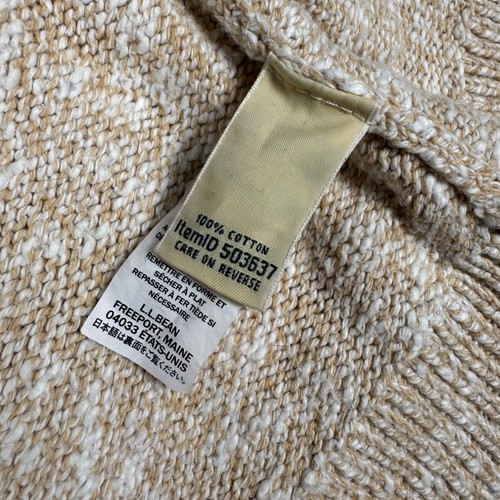 100% COTTON
ItemID 503637
CARE ON REVERSE
REMETTRE EN FORME ET
SÉCHER À PLAT
REPASSER À FER TIÈDE SI
NÉCESSAIRE
L.L.BEAN
FREEPORT, MAINE
04033 ETATS-UNIS
日本語は裏面をご覧ください。